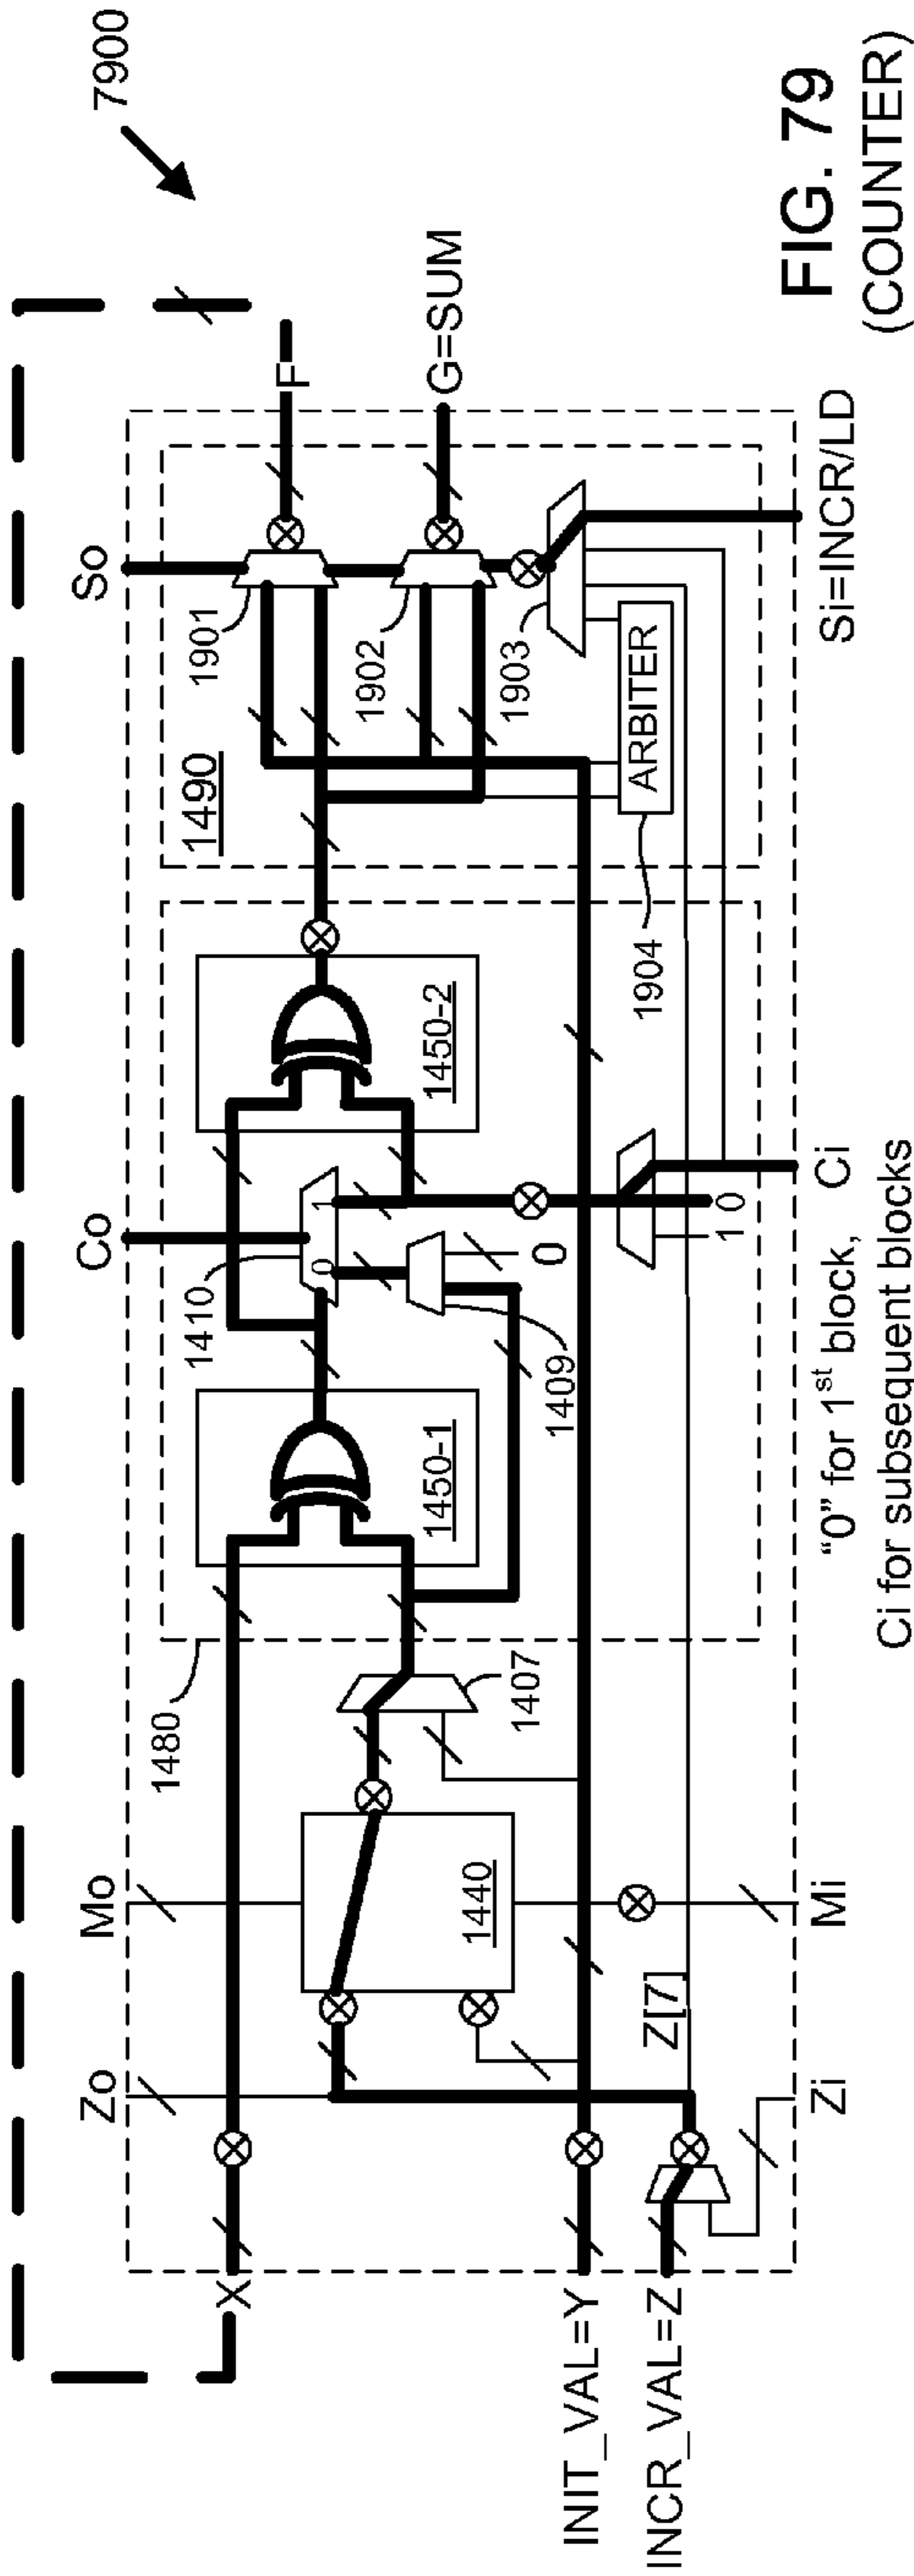 7900
So
Co
Mo
Zo
F
G=SUM
1901
1902
1903
1490
ARBITER
1904
1450-2
1410
0
1
1409
0
1 0
1450-1
1480
1407
1440
Z[7]
X
INIT_VAL=Y
INCR_VAL=Z
Zi
Mi
Ci
Si=INCR/LD
"0" for 1st block,
Ci for subsequent blocks
FIG. 79
(COUNTER)